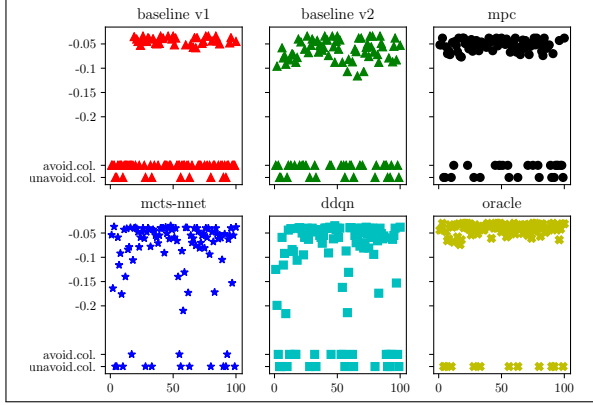 baseline v1 baseline v2 mpc
-0.05
-0.1
-0.2
avoid.col.
unavoid.col.
mcts-nnet ddqn oracle
-0.05
-0.1
-0.15
-0.2
avoid.col.
unavoid.col.
0 50 100 0 50 100 0 50 100